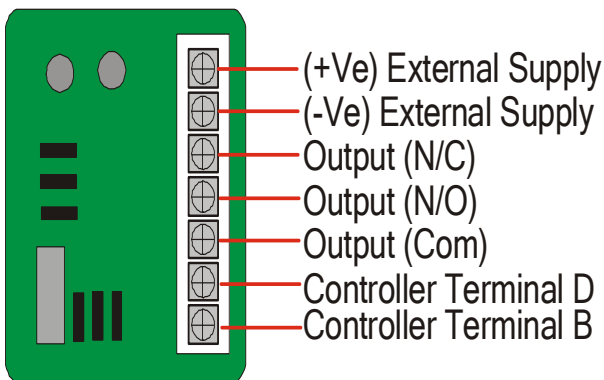 (+Ve) External Supply
(-Ve) External Supply
Output (N/C)
Output (N/O)
Output (Com)
Controller Terminal D
Controller Terminal B